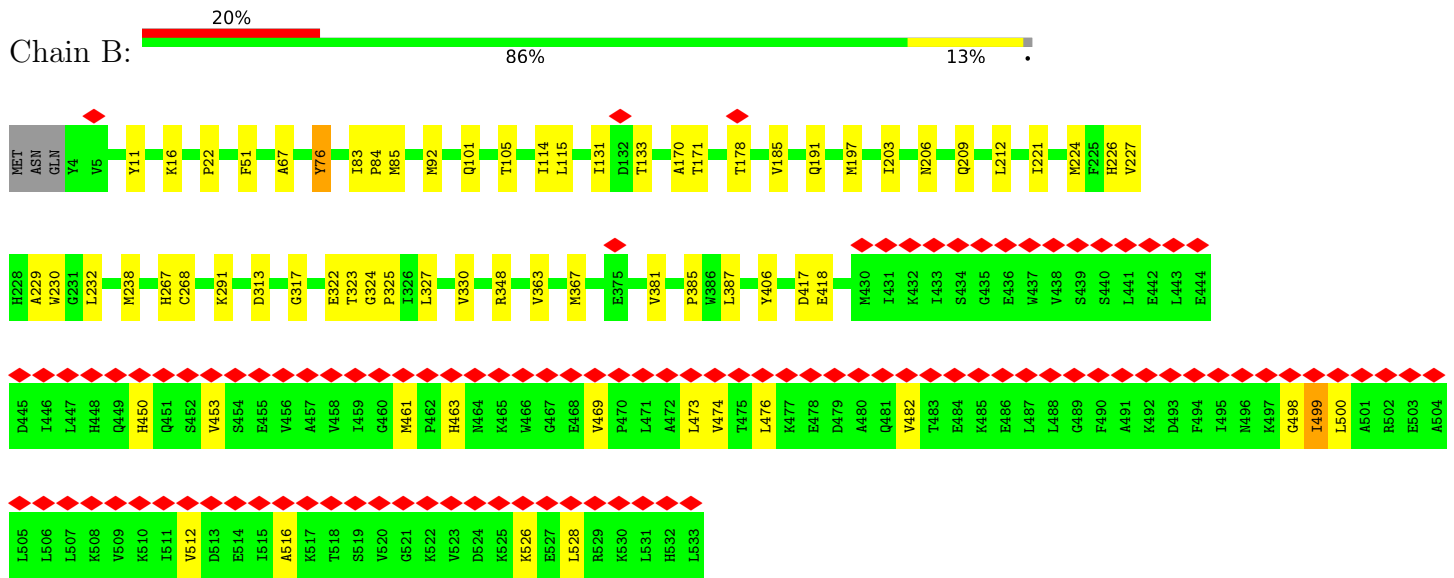 20%
Chain B:
86% 13% •
MET ASN GLN Y4 V5 Y11 K16 P22 F51 A67 Y76 I83 P84 M85 M92 Q101 T105 I114 L115 I131 D132 T133 A170 T171 T178 V185 Q191 M197 I203 N206 Q209 L212 I221 M224 F225 H226 V227
H228 A229 W230 G231 L232 M238 H267 C268 K291 D313 G317 E322 T323 G324 P325 I326 L327 V330 R348 V363 M367 E375 V381 P385 W386 L387 Y406 D417 E418 M430 I431 K432 I433 S434 G435 E436 W437 V438 S439 S440 L441 E442 L443 E444
D445 I446 L447 H448 Q449 H450 Q451 S452 V453 S454 E455 V456 A457 V458 I459 G460 M461 P462 H463 N464 K465 W466 G467 E468 V469 P470 L471 A472 L473 V474 T475 L476 K477 E478 D479 A480 Q481 V482 T483 E484 K485 E486 L487 L488 G489 F490 A491 K492 D493 F494 I495 N496 K497 G498 I499 L500 A501 R502 E503 A504
L505 L506 L507 K508 V509 K510 I511 V512 D513 E514 I515 A516 K517 T518 S519 V520 G521 K522 V523 D524 K525 K526 E527 L528 R529 K530 L531 H532 L533